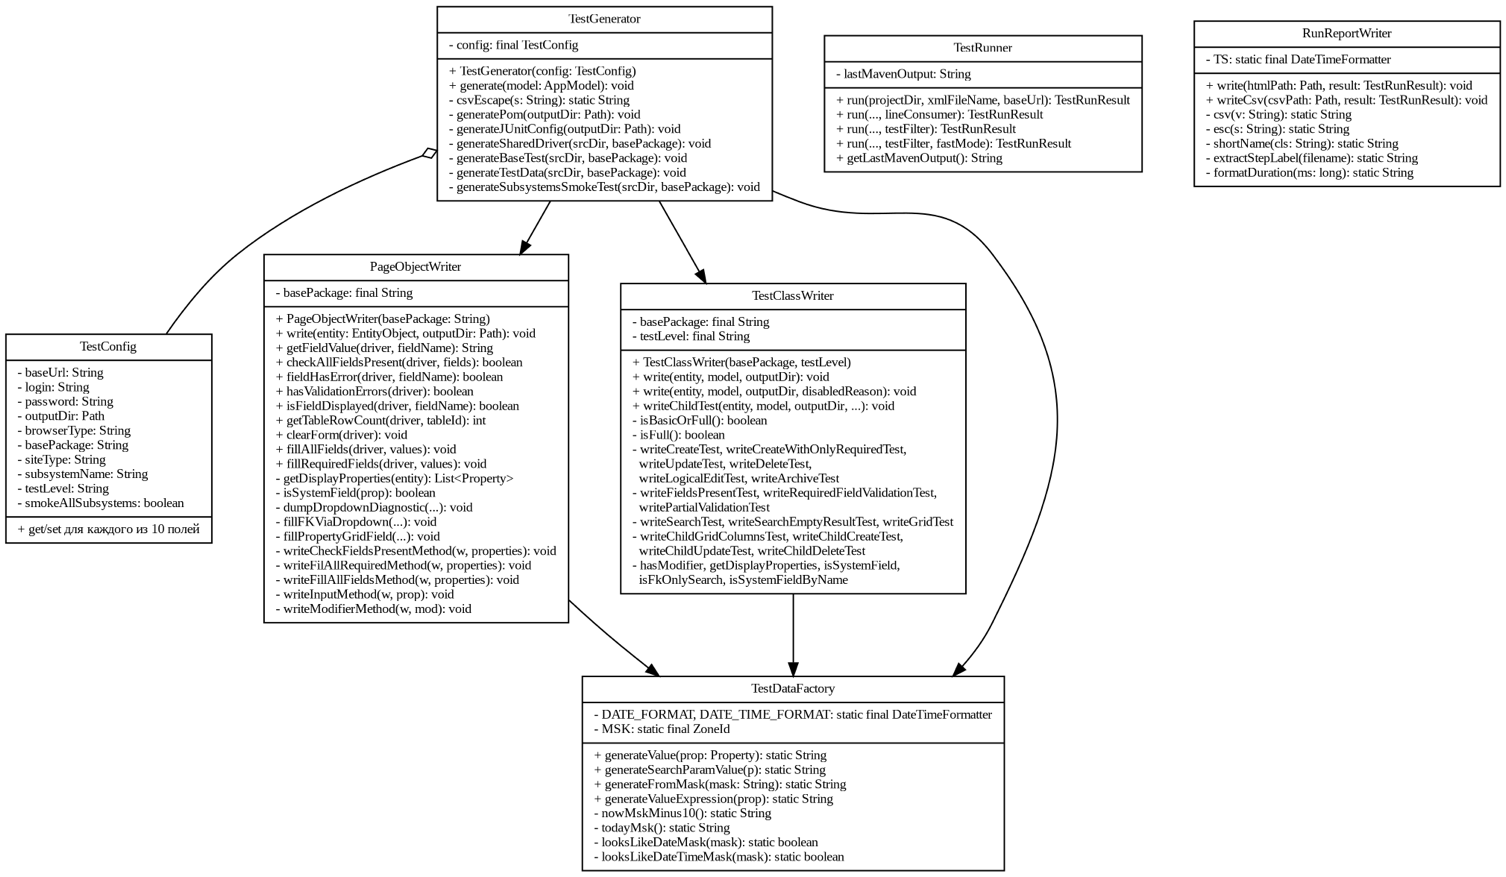 TestGenerator
- config: final TestConfig
+ TestGenerator(config: TestConfig)
+ generate(model: AppModel): void
- csvEscape(s: String): static String
- generatePom(outputDir: Path): void
- generateJUnitConfig(outputDir: Path): void
- generateSharedDriver(srcDir, basePackage): void
- generateBaseTest(srcDir, basePackage): void
- generateTestData(srcDir, basePackage): void
- generateSubsystemsSmokeTest(srcDir, basePackage): void
TestRunner
- lastMavenOutput: String
+ run(projectDir, xmlFileName, baseUrl): TestRunResult
+ run(..., lineConsumer): TestRunResult
+ run(..., testFilter): TestRunResult
+ run(..., testFilter, fastMode): TestRunResult
+ getLastMavenOutput(): String
RunReportWriter
- TS: static final DateTimeFormatter
+ write(htmlPath: Path, result: TestRunResult): void
+ writeCsv(csvPath: Path, result: TestRunResult): void
- csv(v: String): static String
- esc(s: String): static String
- shortName(cls: String): static String
- extractStepLabel(filename): static String
- formatDuration(ms: long): static String
PageObjectWriter
- basePackage: final String
+ PageObjectWriter(basePackage: String)
+ write(entity: EntityObject, outputDir: Path): void
+ getFieldValue(driver, fieldName): String
+ checkAllFieldsPresent(driver, fields): boolean
+ fieldHasError(driver, fieldName): boolean
+ hasValidationErrors(driver): boolean
+ isFieldDisplayed(driver, fieldName): boolean
+ getTableRowCount(driver, tableId): int
+ clearForm(driver): void
+ fillAllFields(driver, values): void
+ fillRequiredFields(driver, values): void
- getDisplayProperties(entity): List<Property>
- isSystemField(prop): boolean
- dumpDropdownDiagnostic(...): void
- fillFKViaDropdown(...): void
- fillPropertyGridField(...): void
- writeCheckFieldsPresentMethod(w, properties): void
- writeFilAllRequiredMethod(w, properties): void
- writeFillAllFieldsMethod(w, properties): void
- writeInputMethod(w, prop): void
- writeModifierMethod(w, mod): void
TestClassWriter
- basePackage: final String
- testLevel: final String
+ TestClassWriter(basePackage, testLevel)
+ write(entity, model, outputDir): void
+ write(entity, model, outputDir, disabledReason): void
+ writeChildTest(entity, model, outputDir, ...): void
- isBasicOrFull(): boolean
- isFull(): boolean
- writeCreateTest, writeCreateWithOnlyRequiredTest,
writeUpdateTest, writeDeleteTest,
writeLogicalEditTest, writeArchiveTest
- writeFieldsPresentTest, writeRequiredFieldValidationTest,
writePartialValidationTest
- writeSearchTest, writeSearchEmptyResultTest, writeGridTest
- writeChildGridColumnsTest, writeChildCreateTest,
writeChildUpdateTest, writeChildDeleteTest
- hasModifier, getDisplayProperties, isSystemField,
isFkOnlySearch, isSystemFieldByName
TestConfig
- baseUrl: String
- login: String
- password: String
- outputDir: Path
- browserType: String
- basePackage: String
- siteType: String
- subsystemName: String
- testLevel: String
- smokeAllSubsystems: boolean
+ get/set для каждого из 10 полей
TestDataFactory
- DATE_FORMAT, DATE_TIME_FORMAT: static final DateTimeFormatter
- MSK: static final ZoneId
+ generateValue(prop: Property): static String
+ generateSearchParamValue(p): static String
+ generateFromMask(mask: String): static String
+ generateValueExpression(prop): static String
- nowMskMinus10(): static String
- todayMsk(): static String
- looksLikeDateMask(mask): static boolean
- looksLikeDateTimeMask(mask): static boolean